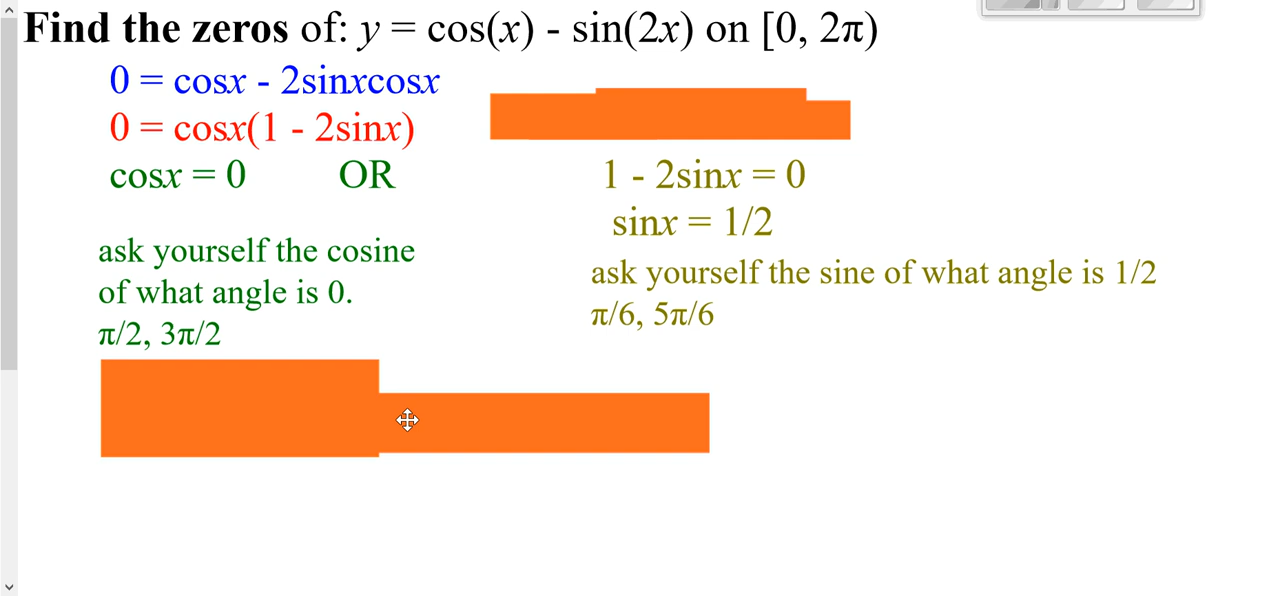 Find the zeros of: y = cos(x) - sin(2x) on [0, 2π)
0 = cosx - 2sinxcosx
0 = cosx(1 - 2sinx)
cosx = 0 OR 1 - 2sinx = 0
sinx = 1/2
ask yourself the cosine
of what angle is 0.
π/2, 3π/2
ask yourself the sine of what angle is 1/2
π/6, 5π/6